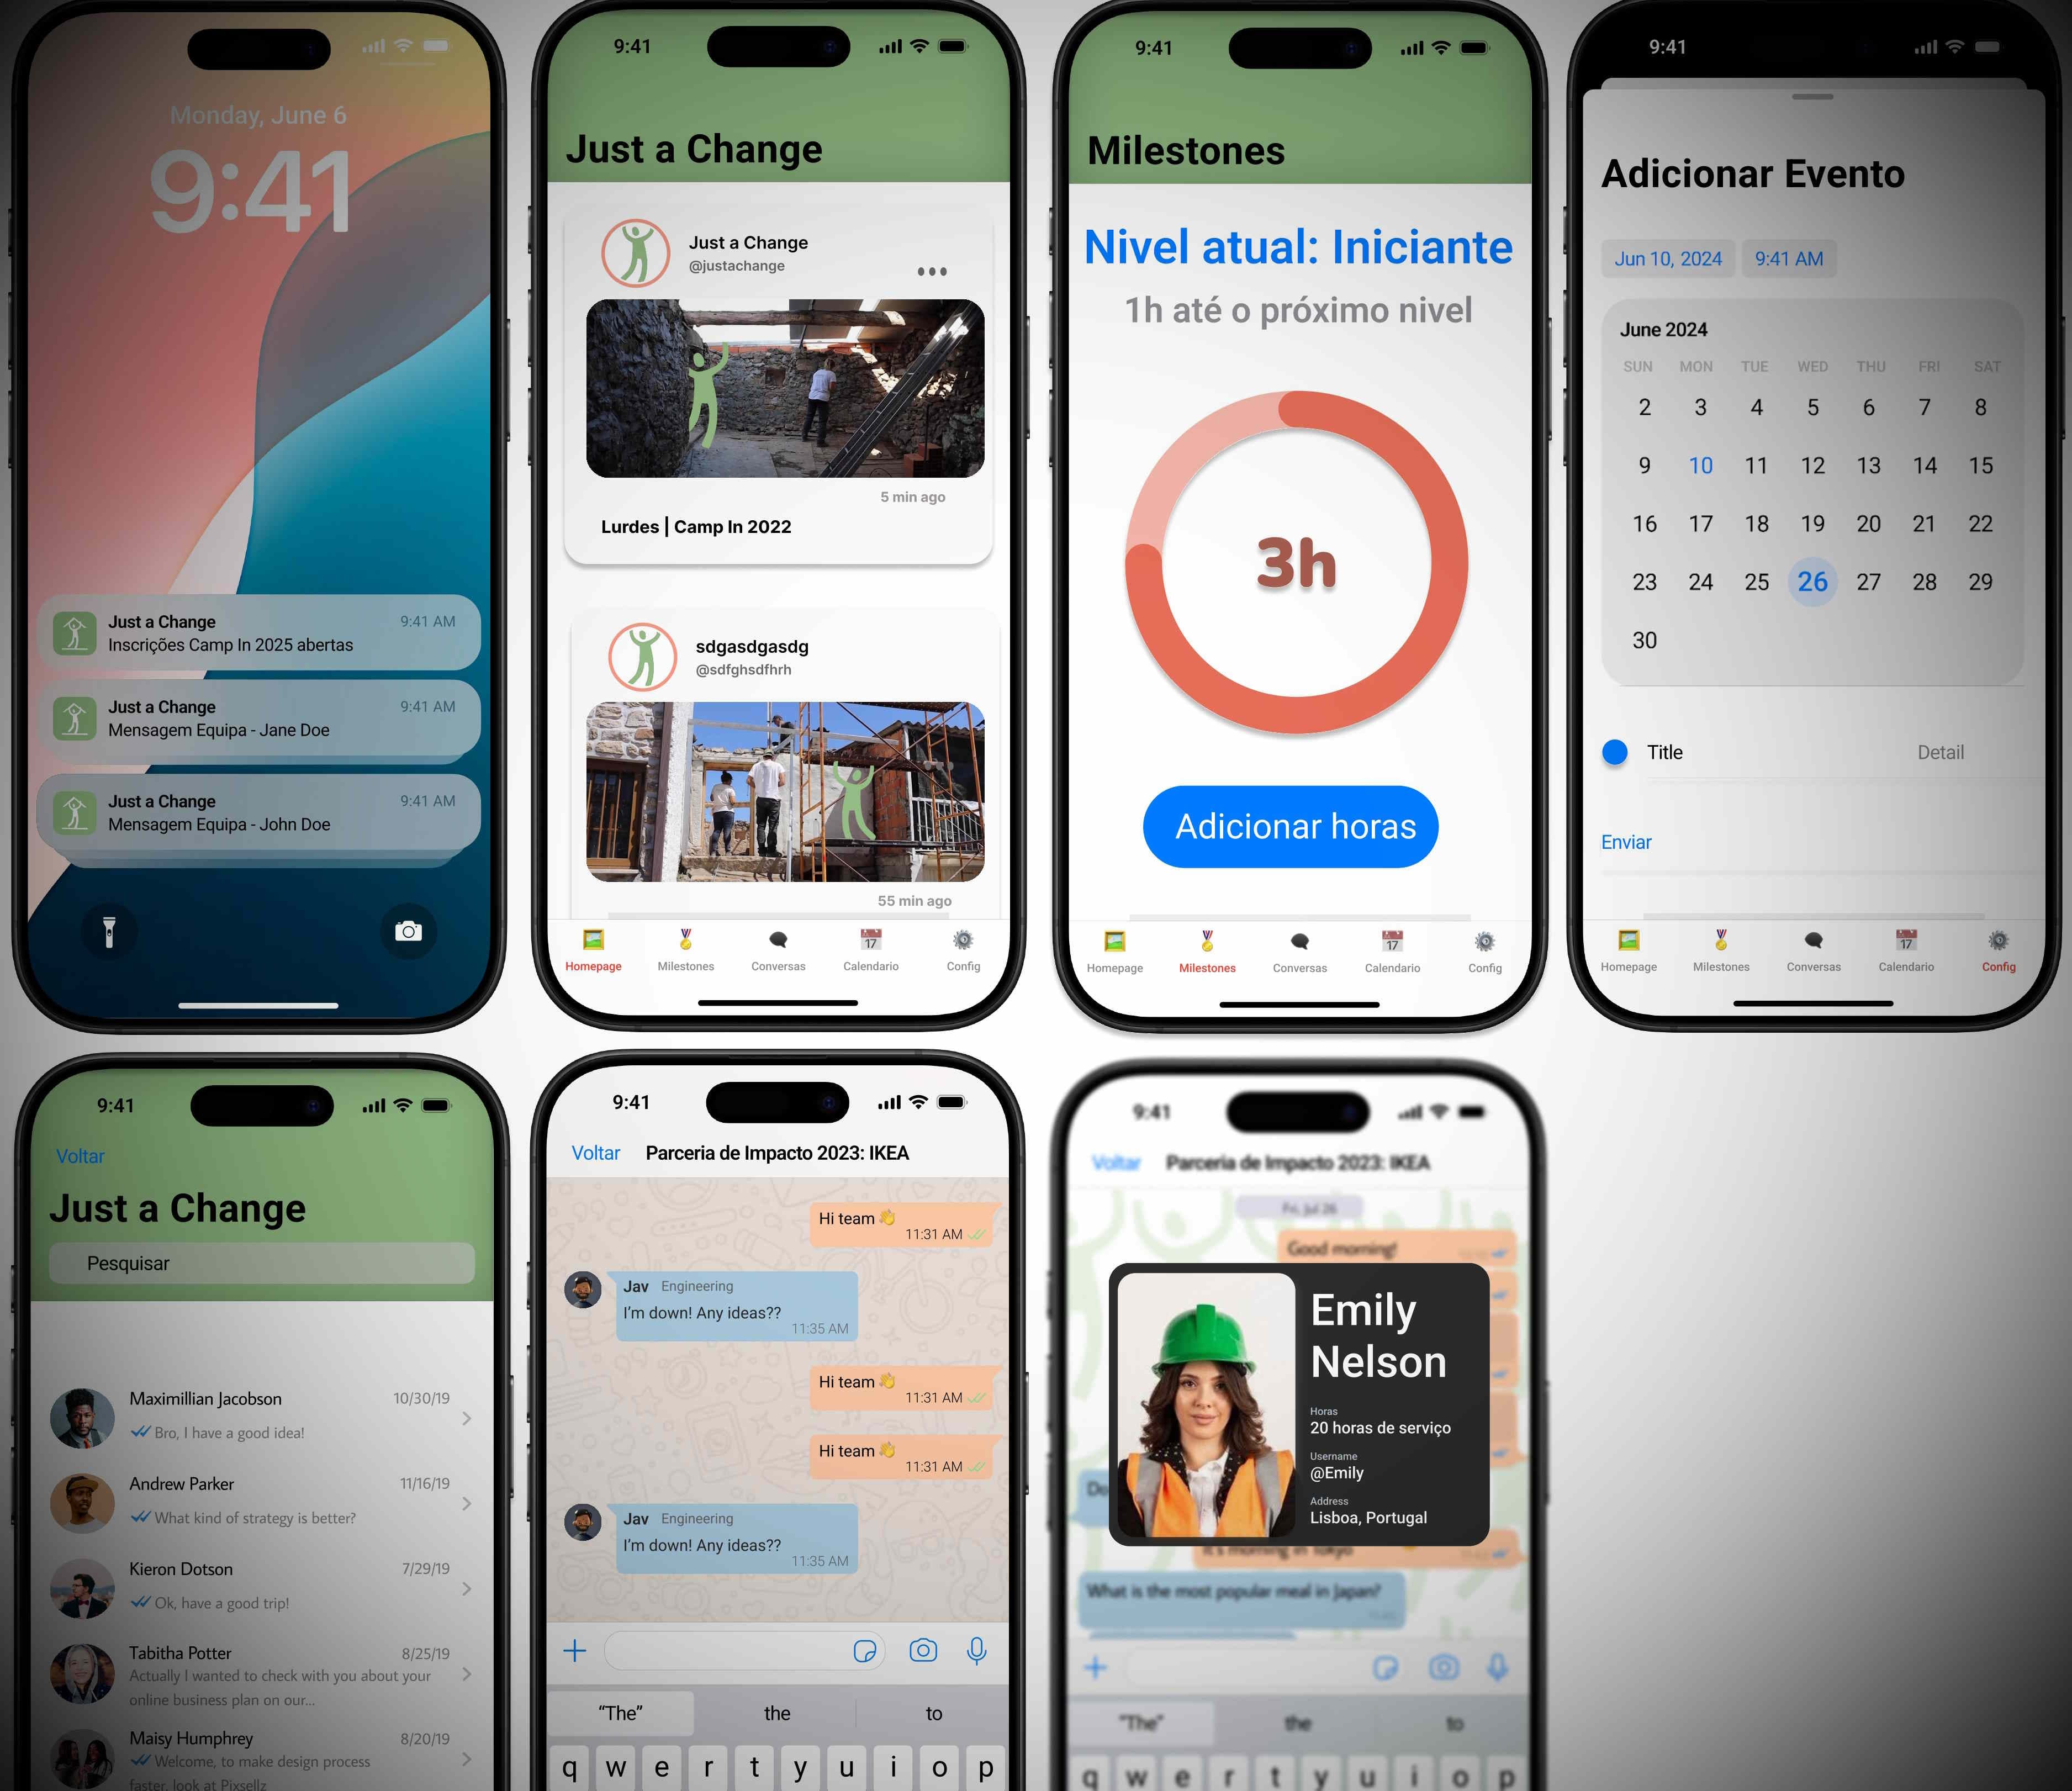 Monday, June 6
9:41
Just a Change
9:41 AM
Inscrições Camp In 2025 abertas
Just a Change
9:41 AM
Mensagem Equipa - Jane Doe
Just a Change
9:41 AM
Mensagem Equipa - John Doe
9:41
Just a Change
Just a Change
@justachange
5 min ago
Lurdes | Camp In 2022
sdgasdgasdg
@sdfghsdfhrh
55 min ago
17
Homepage Milestones Conversas Calendario Config
9:41
Milestones
Nivel atual: Iniciante
1h até o próximo nivel
3h
Adicionar horas
17
Homepage Milestones Conversas Calendario Config
9:41
Adicionar Evento
Jun 10, 2024 9:41 AM
June 2024
SUN MON TUE WED THU FRI SAT
2 3 4 5 6 7 8
9 10 11 12 13 14 15
16 17 18 19 20 21 22
23 24 25 26 27 28 29
30
Title Detail
Enviar
17
Homepage Milestones Conversas Calendario Config
9:41
Voltar
Just a Change
Pesquisar
Maximillian Jacobson 10/30/19
Bro, I have a good idea!
Andrew Parker 11/16/19
What kind of strategy is better?
Kieron Dotson 7/29/19
Ok, have a good trip!
Tabitha Potter 8/25/19
Actually I wanted to check with you about your
online business plan on our...
Maisy Humphrey 8/20/19
Welcome, to make design process
faster, look at Pixsellz
9:41
Voltar Parceria de Impacto 2023: IKEA
Hi team 👏
11:31 AM
Jav Engineering
I'm down! Any ideas??
11:35 AM
Hi team 👏
11:31 AM
Hi team 👏
11:31 AM
Jav Engineering
I'm down! Any ideas??
11:35 AM
“The” the to
q w e r t y u i o p
9:41
Voltar Parceria de Impacto 2023: IKEA
Fri, Jul 26
Good morning!
Emily
Nelson
Horas
20 horas de serviço
Username
@Emily
Address
Lisboa, Portugal
Do
It's morning in Tokyo
What is the most popular meal in Japan?
"The" the to
q w e r t y u i o p